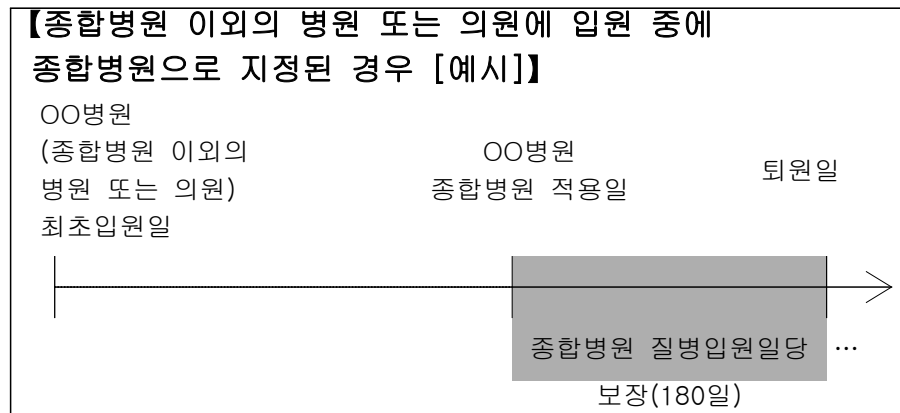 【종합병원 이외의 병원 또는 의원에 입원 중에
종합병원으로 지정된 경우 [예시]】
OO병원
(종합병원 이외의
병원 또는 의원)
최초입원일
OO병원
종합병원 적용일
퇴원일
종합병원 질병입원일당 …
보장(180일)